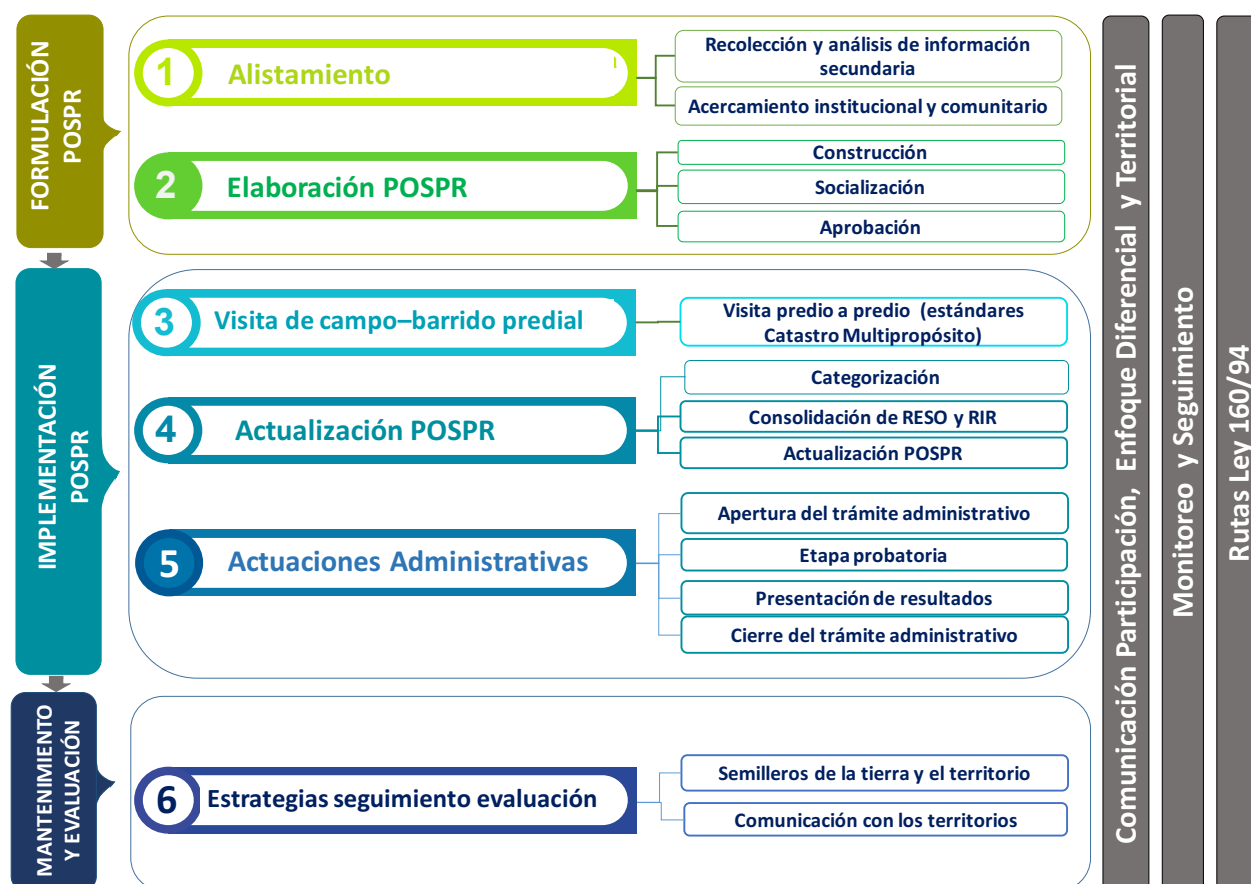 FORMULACIÓN
POSPR
1
Alistamiento
Recolección y análisis de información
secundaria
Acercamiento institucional y comunitario
2
Elaboración POSPR
Construcción
Socialización
Aprobación
IMPLEMENTACIÓN
POSPR
3
Visita de campo–barrido predial
Visita predio a predio (estándares
Catastro Multipropósito)
4
Actualización POSPR
Categorización
Consolidación de RESO y RIR
Actualización POSPR
5
Actuaciones Administrativas
Apertura del trámite administrativo
Etapa probatoria
Presentación de resultados
Cierre del trámite administrativo
MANTENIMIENTO
Y EVALUACIÓN
6
Estrategias seguimiento evaluación
Semilleros de la tierra y el territorio
Comunicación con los territorios
Comunicación Participación, Enfoque Diferencial y Territorial
Monitoreo y Seguimiento
Rutas Ley 160/94